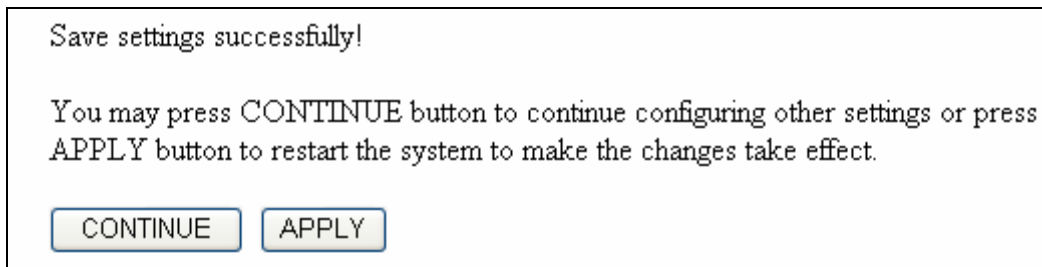 Save settings successfully!
You may press CONTINUE button to continue configuring other settings or press
APPLY button to restart the system to make the changes take effect.
CONTINUE APPLY